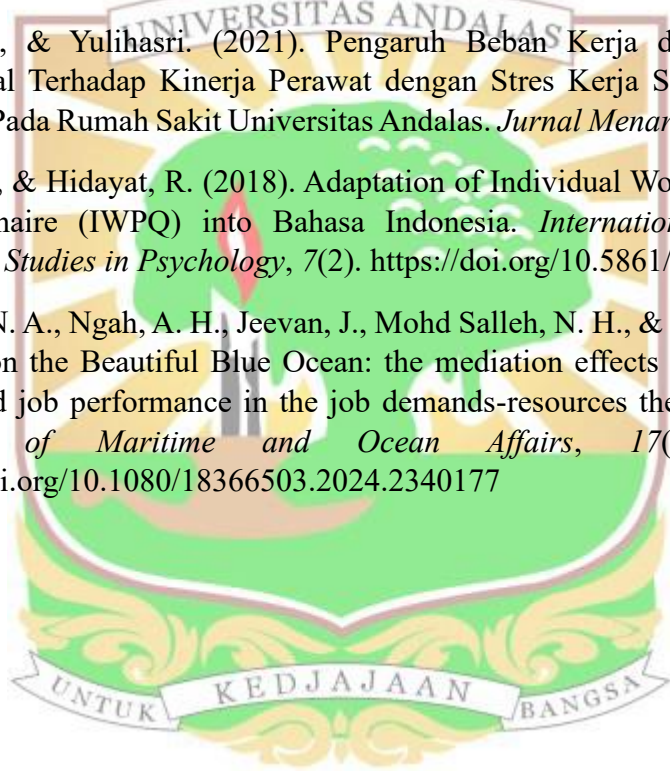 UNIVERSITAS ANDALAS
, & Yulihasri. (2021). Pengaruh Beban Kerja d
al Terhadap Kinerja Perawat dengan Stres Kerja S
Pada Rumah Sakit Universitas Andalas. Jurnal Menar
, & Hidayat, R. (2018). Adaptation of Individual Wo
naire (IWPQ) into Bahasa Indonesia. Internation
Studies in Psychology, 7(2). https://doi.org/10.5861/
N. A., Ngah, A. H., Jeevan, J., Mohd Salleh, N. H., &
on the Beautiful Blue Ocean: the mediation effects
d job performance in the job demands-resources the
of Maritime and Ocean Affairs, 17(
i.org/10.1080/18366503.2024.2340177
UNTUK KEDJAJAAN BANGSA